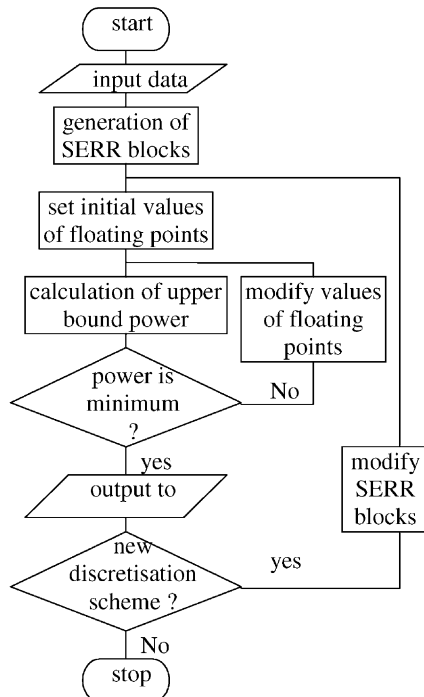 start
input data
generation of
SERR blocks
set initial values
of floating points
calculation of upper
bound power
modify values
of floating
points
power is
minimum
?
No
yes
output to
modify
SERR
blocks
new
discretisation
scheme ?
yes
No
stop